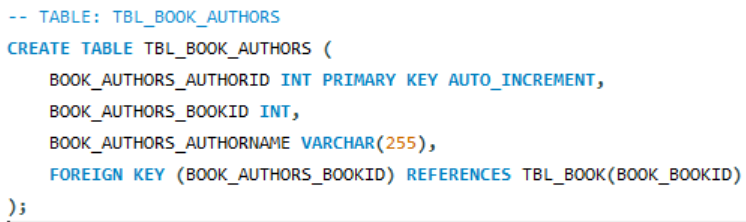 -- TABLE: TBL_BOOK_AUTHORS
CREATE TABLE TBL_BOOK_AUTHORS (
    BOOK_AUTHORS_AUTHORID INT PRIMARY KEY AUTO_INCREMENT,
    BOOK_AUTHORS_BOOKID INT,
    BOOK_AUTHORS_AUTHORNAME VARCHAR(255),
    FOREIGN KEY (BOOK_AUTHORS_BOOKID) REFERENCES TBL_BOOK(BOOK_BOOKID)
);